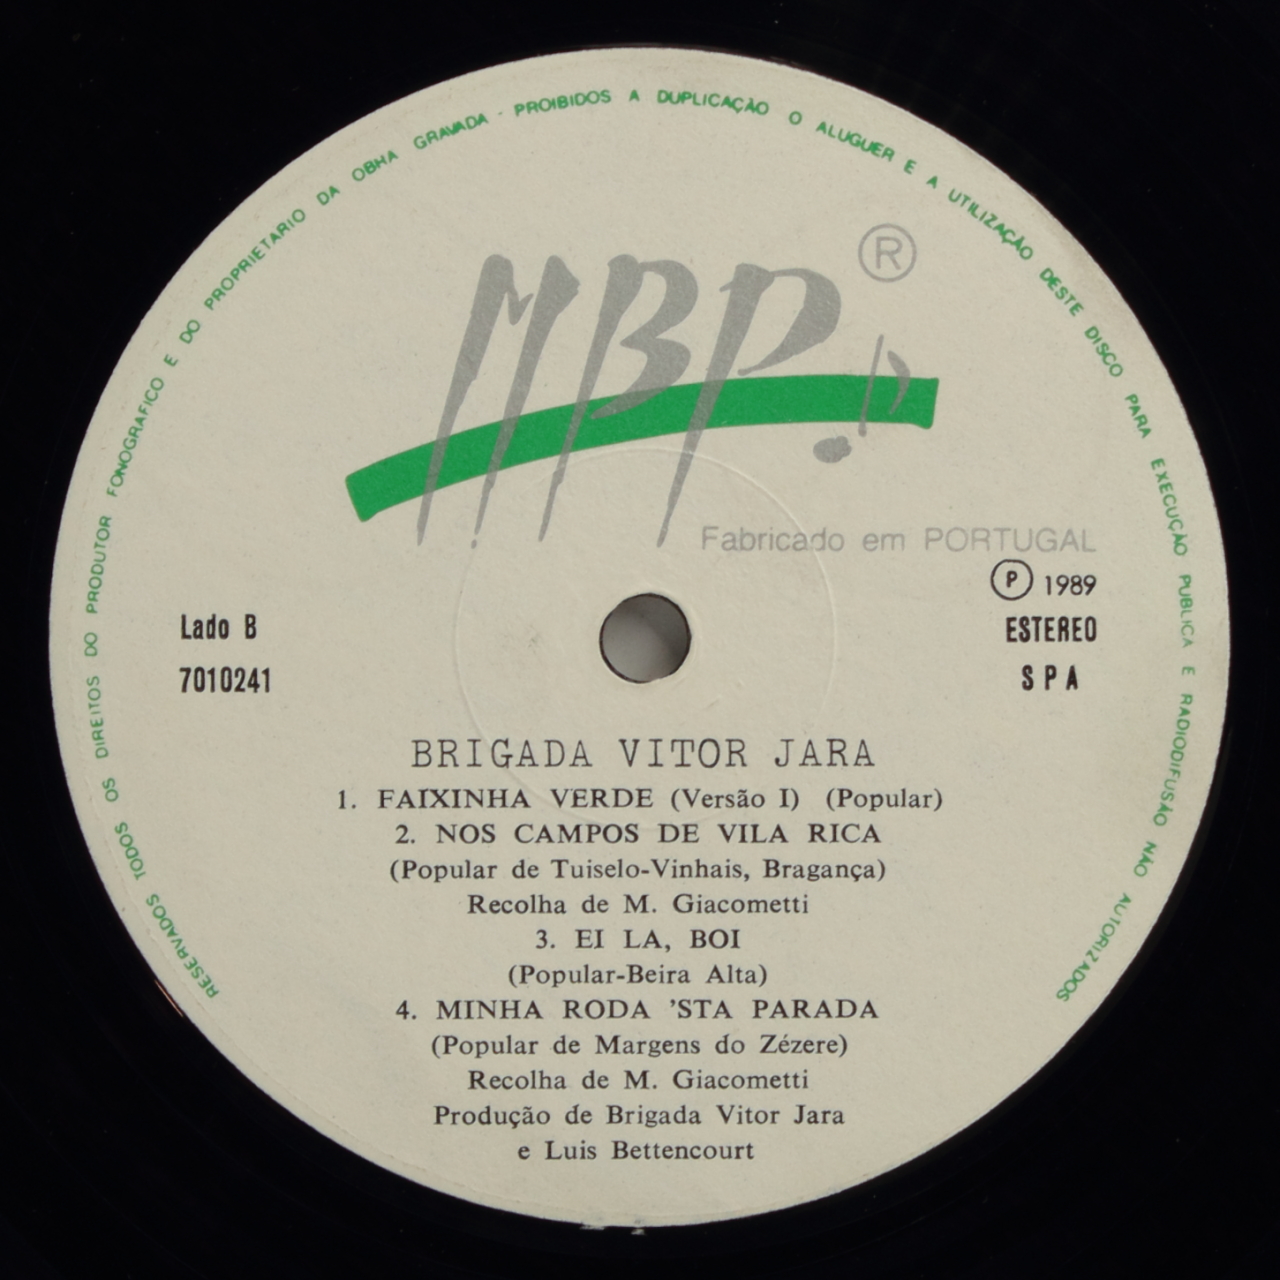 RESERVADOS TODOS OS DIREITOS DO PRODUTOR FONOGRAFICO E DO PROPRIETARIO DA OBRA GRAVADA - PROIBIDOS A DUPLICAÇÃO O ALUGUER E A UTILIZAÇÃO DESTE DISCO PARA EXECUÇÃO PUBLICA E RADIODIFUSÃO NÃO AUTORIZADOS
MBP ®
Fabricado em PORTUGAL
Ⓟ 1989
Lado B
ESTEREO
7010241
SPA
BRIGADA VITOR JARA
1. FAIXINHA VERDE (Versão I) (Popular)
2. NOS CAMPOS DE VILA RICA
(Popular de Tuiselo-Vinhais, Bragança)
Recolha de M. Giacometti
3. EI LA, BOI
(Popular-Beira Alta)
4. MINHA RODA 'STA PARADA
(Popular de Margens do Zézere)
Recolha de M. Giacometti
Produção de Brigada Vitor Jara
e Luis Bettencourt